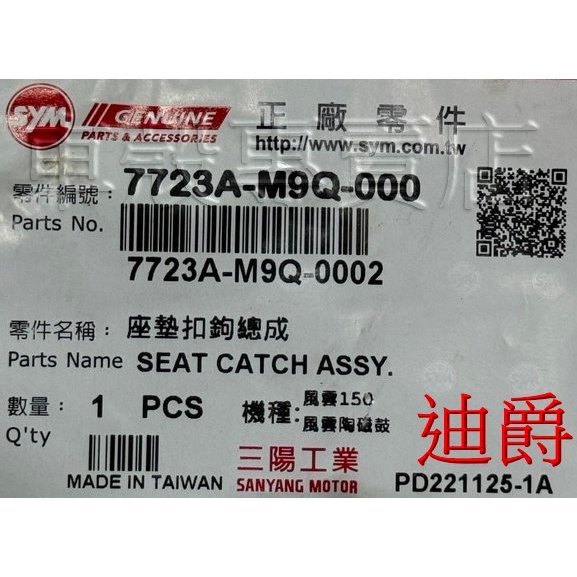 SYM GENUINE 正廠零件
PARTS & ACCESSORIES http://www.sym.com.tw
零件編號：7723A-M9Q-000
Parts No.
7723A-M9Q-0002
零件名稱：座墊扣鉤總成
Parts Name SEAT CATCH ASSY.
數量：1 PCS 機種:風雲150
Q'ty 風雲陶磁鼓
迪爵
三陽工業
MADE IN TAIWAN SANYANG MOTOR PD221125-1A